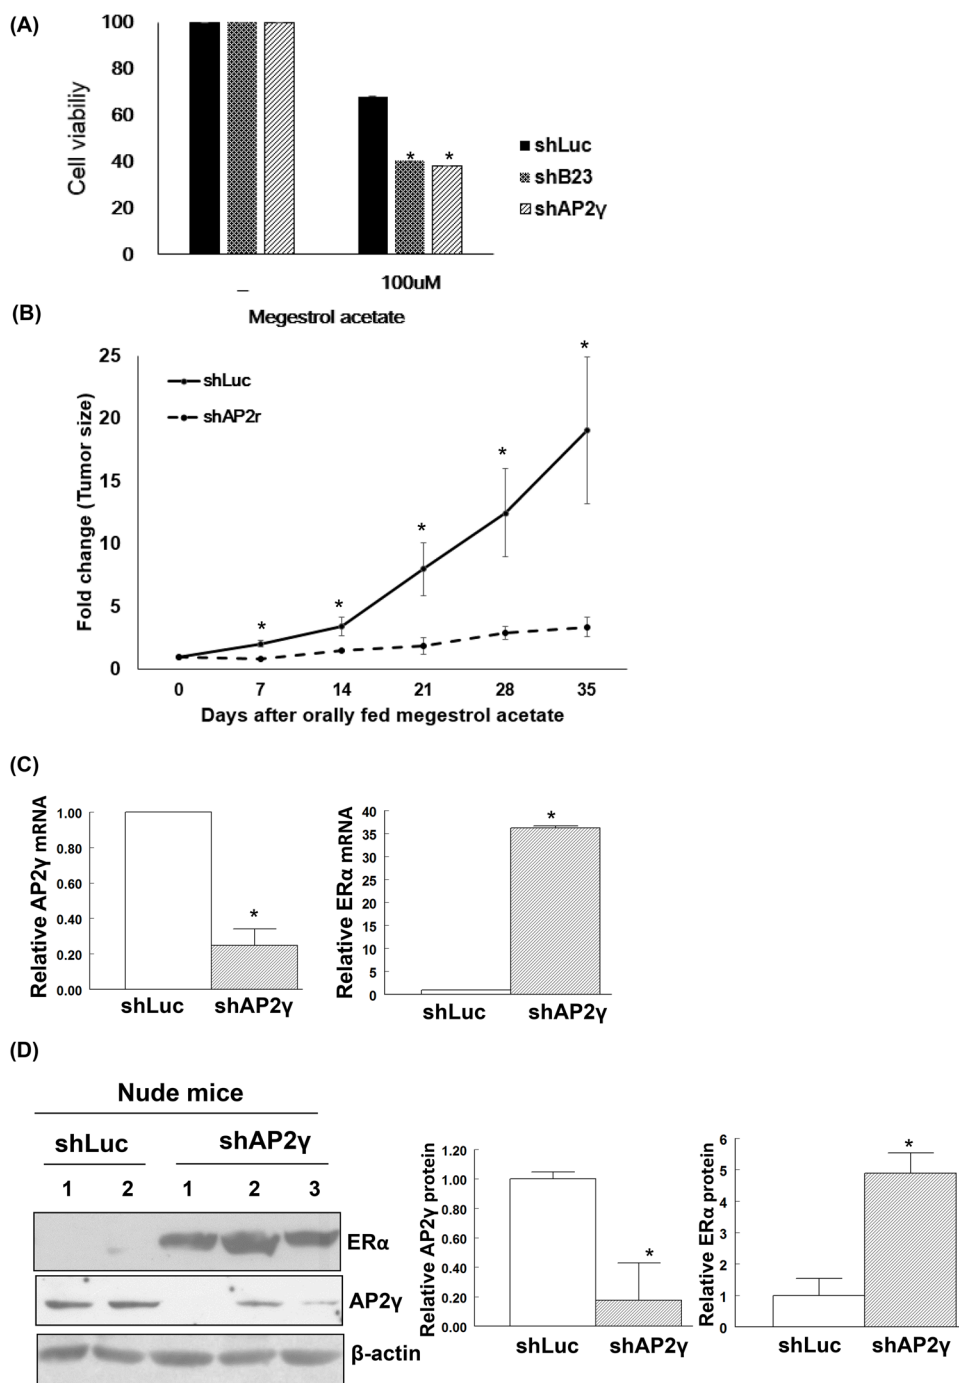 (A)
100
80
60
40
20
0
Cell viabiliy
* *
shLuc
shB23
shAP2γ
_ 100uM
Megestrol acetate
(B)
25
20
15
10
5
0
Fold change (Tumor size)
shLuc
shAP2r
* * * * *
0 7 14 21 28 35
Days after orally fed megestrol acetate
(C)
Relative AP2γ mRNA
1.00
0.80
0.60
0.40
0.20
0.00
*
shLuc shAP2γ
Relative ERα mRNA
40
35
30
25
20
15
10
5
0
*
shLuc shAP2γ
(D)
Nude mice
shLuc shAP2γ
1 2 1 2 3
ERα
AP2γ
β-actin
Relative AP2γ protein
1.20
1.00
0.80
0.60
0.40
0.20
0.00
*
shLuc shAP2γ
Relative ERα protein
6
5
4
3
2
1
0
*
shLuc shAP2γ